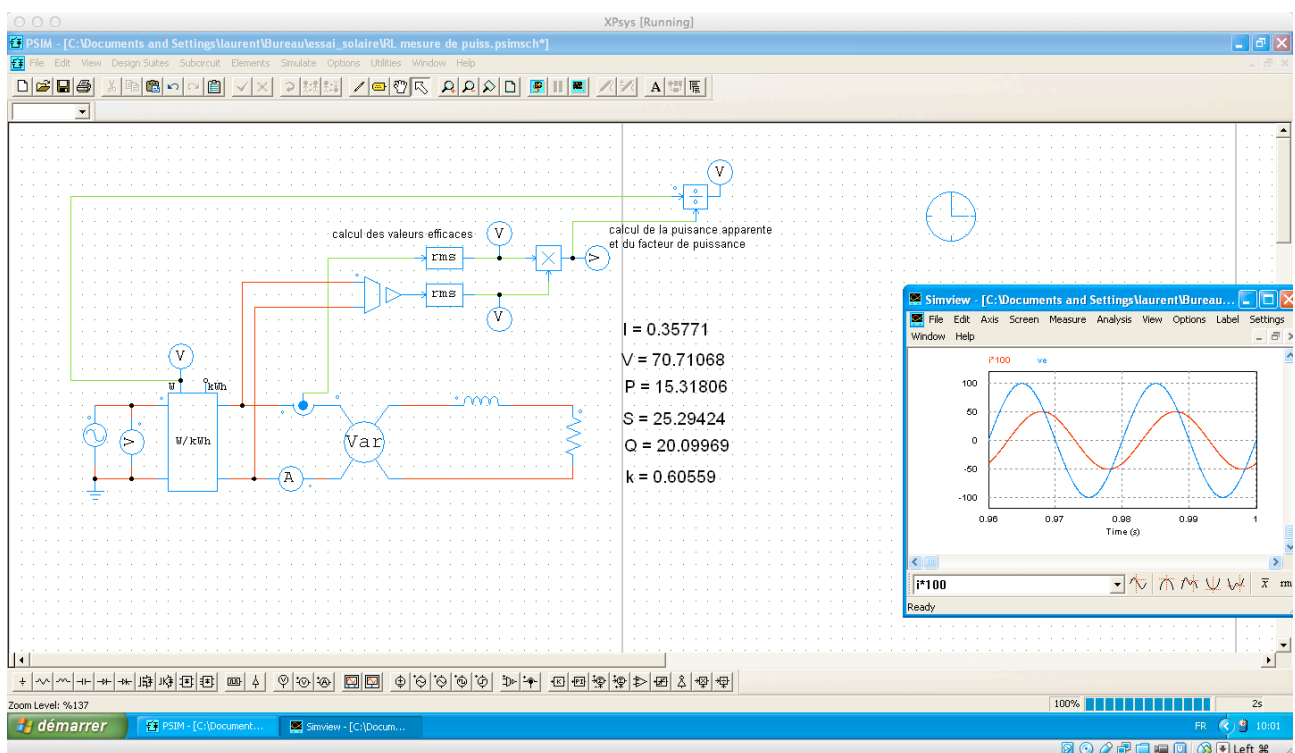 XPsys [Running]
PSIM - [C:\Documents and Settings\laurent\Bureau\essai_solaire\RL mesure de puiss.psimsch*]
File Edit View Design Suites Subcircuit Elements Simulate Options Utilities Window Help
V
calcul des valeurs efficaces
V
calcul de la puisance apparente
et du facteur de puissance
rms
V
rms
V
I = 0.35771
V = 70.71068
P = 15.31806
S = 25.29424
Q = 20.09969
k = 0.60559
V
W
kWh
V
W/kWh
Var
A
Simview - [C:\Documents and Settings\laurent\Bureau...
File Edit Axis Screen Measure Analysis View Options Label Settings
Window Help
i*100 ve
100
50
0
-50
-100
0.96 0.97 0.98 0.99 1
Time (s)
i*100
x rm
Ready
Zoom Level: %137
100%
2s
démarrer
PSIM - [C:\Document...
Simview - [C:\Docum...
FR
10:01
Left ⌘